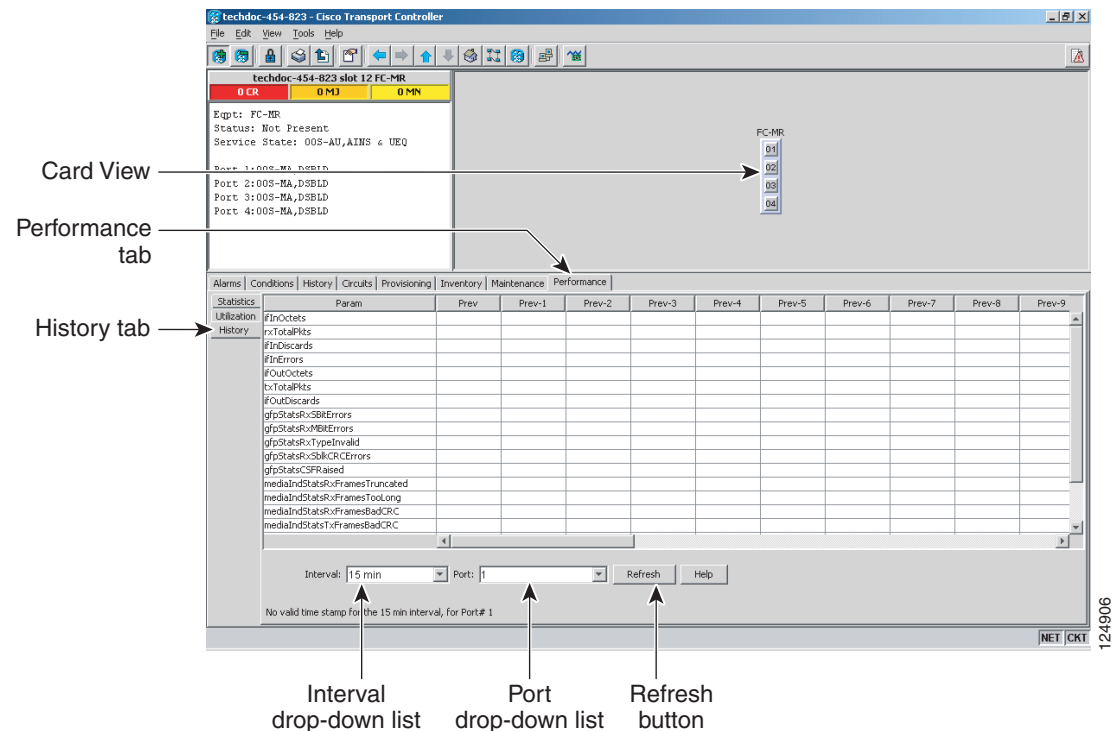 techdoc-454-823 - Cisco Transport Controller
File Edit View Tools Help
techdoc-454-823 slot 12 FC-MR
0 CR 0 MJ 0 MN
Eqpt: FC-MR
Status: Not Present
Service State: OOS-AU,AINS & UEQ
Port 1:OOS-MA,DSBLD
Port 2:OOS-MA,DSBLD
Port 3:OOS-MA,DSBLD
Port 4:OOS-MA,DSBLD
FC-MR
01
02
03
04
Card View
Performance
tab
History tab
Alarms Conditions History Circuits Provisioning Inventory Maintenance Performance
Statistics
Utilization
History
Param Prev Prev-1 Prev-2 Prev-3 Prev-4 Prev-5 Prev-6 Prev-7 Prev-8 Prev-9
ifInOctets
rxTotalPkts
ifInDiscards
ifInErrors
ifOutOctets
txTotalPkts
ifOutDiscards
gfpStatsRxSBitErrors
gfpStatsRxMBitErrors
gfpStatsRxTypeInvalid
gfpStatsRxSblkCRCErrors
gfpStatsCSFRaised
mediaIndStatsRxFramesTruncated
mediaIndStatsRxFramesTooLong
mediaIndStatsRxFramesBadCRC
mediaIndStatsTxFramesBadCRC
Interval: 15 min Port: 1 Refresh Help
No valid time stamp for the 15 min interval, for Port# 1
NET CKT
124906
Interval
drop-down list
Port
drop-down list
Refresh
button